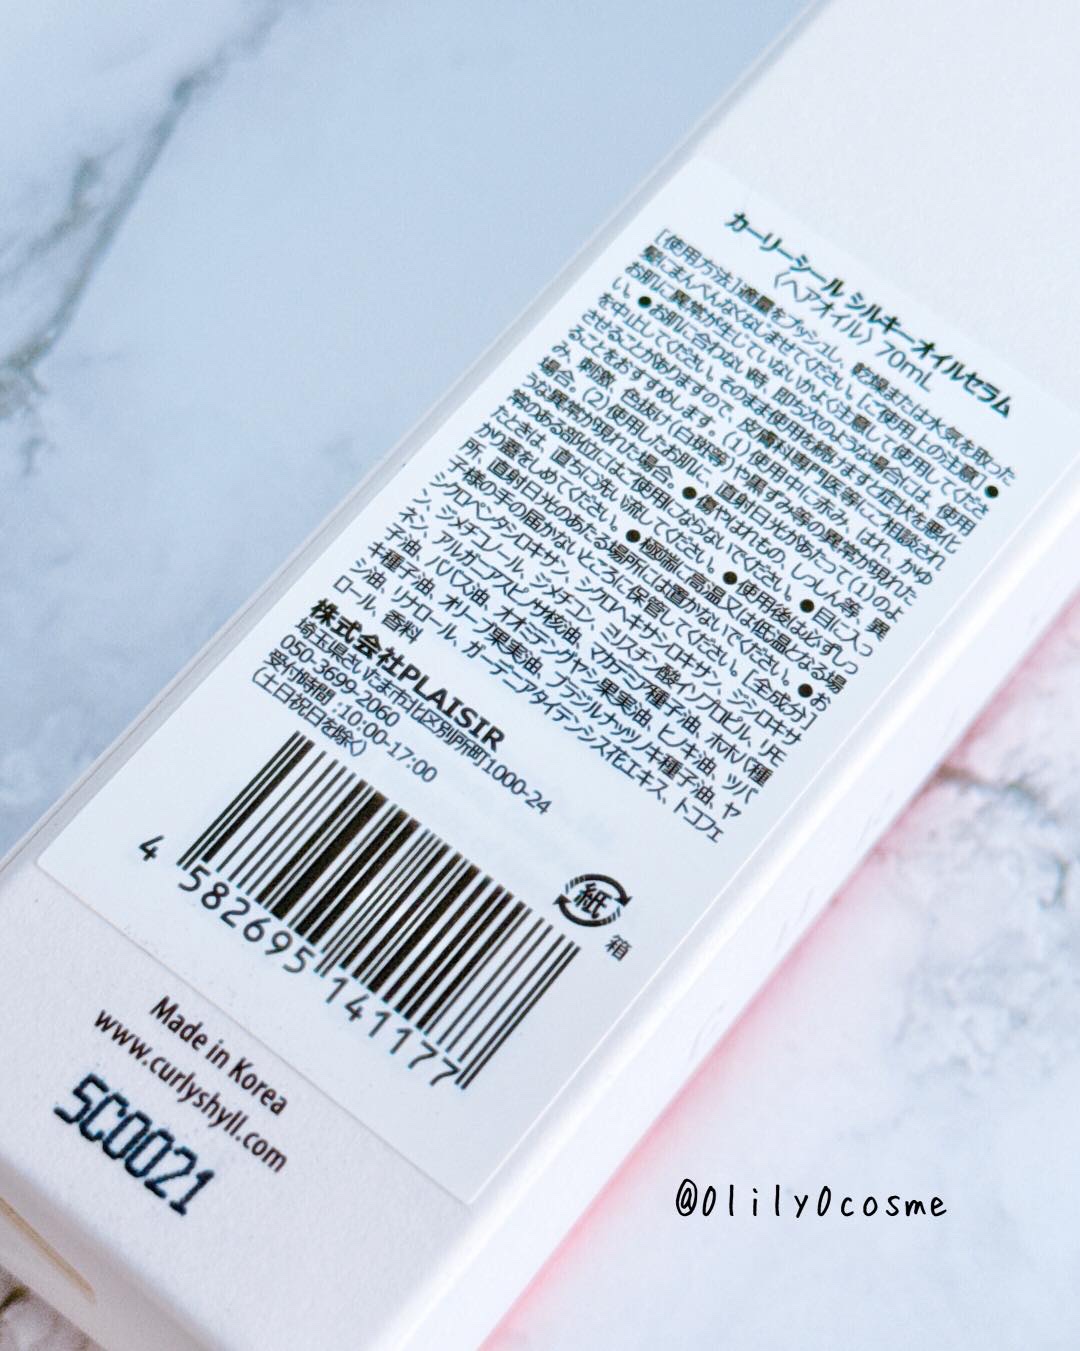 カーリーシール シルキーオイルセラム
〈ヘアオイル〉 70mL
[使用方法]適量をプッシュし、乾燥または水気を取った
髪にまんべんなくなじませてください。[ご使用上の注意] ●
お肌に異常が生じていないかよく注意して使用してくださ
い。●お肌に合わない時、即ち次のような場合には、使用
を中止してください。そのまま使用を続けますと症状を悪化
させることがありますので、皮膚科専門医等にご相談され
ることをおすすめします。(1) 使用中に赤み、はれ、かゆ
み、刺激、色抜け(白斑等)や黒ずみ等の異常が現れた
場合。(2)使用したお肌に、直射日光があたって(1)のよ
うな異常が現れた場合。●傷やはれもの、しっしん等、異
常のある部位にはご使用にならないでください。●目に入っ
たときは、直ちに洗い流してください。●使用後は必ずしっ
かり蓋をしめてください。●極端に高温又は低温となる場
所、直射日光のあたる場所には置かないでください。●お
子様の手の届かないところに保管してください。[全成分]
シクロペンタシロキサン、シクロヘキサシロキサン、ジシロキサ
ン、ジメチコノール、ジメチコン、ミリスチン酸イソプロピル、リモ
ネン、アルガニアスピノサ核油、マカデミア種子油、ホホバ種
子油、ババス油、オオミテングヤシ果実油、ヒノキ油、ツバ
キ種子油、オリーブ果実油、ブラジルナッツノキ種子油、ヤ
シ油、リナロール、ガーデニアタイテンシス花エキス、トコフェ
ロール、香料
株式会社PLAISIR
埼玉県さいたま市北区別所町1000-24
050-3699-2060
受付時間:10:00-17:00
(土日祝日を除く)
紙
箱
4 582695 141177
Made in Korea
www.curlyshyll.com
5C0021
@0lily0cosme